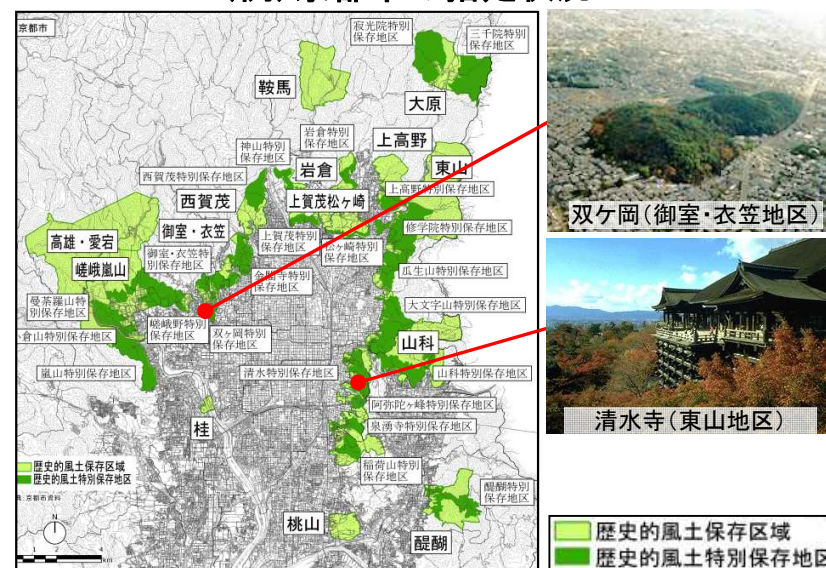 京都市
寂光院特別
保存地区
三千院特別
保存地区
鞍馬
大原
岩倉特別
保存地区
上高野
神山特別
保存地区
岩倉
東山
西賀茂特別保存地区
上高野特別保存地区
西賀茂
上賀茂松ヶ崎
修学院特別
保存地区
御室・衣笠
上賀茂特別
保存地区
松ヶ崎特別
保存地区
高雄・愛宕
御室・衣笠特
別保存地区
瓜生山特別
保存地区
嵯峨嵐山
金閣寺特別
保存地区
曼荼羅山特
別保存地区
大文字山特別
保存地区
嵯峨野特別
保存地区
双ヶ岡特別
保存地区
倉山特別保存地区
山科
嵐山特別保存地区
清水特別保存地区
山科特別保存地区
阿弥陀ヶ峰特別保存地区
桂
泉湧寺特別保存地区
稲荷山特別
保存地区
醍醐特別
保存地区
歴史的風土保存区域
歴史的風土特別保存地区
京都市資料
N
桃山
醍醐
km
双ケ岡(御室・衣笠地区)
清水寺(東山地区)
歴史的風土保存区域
歴史的風土特別保存地区